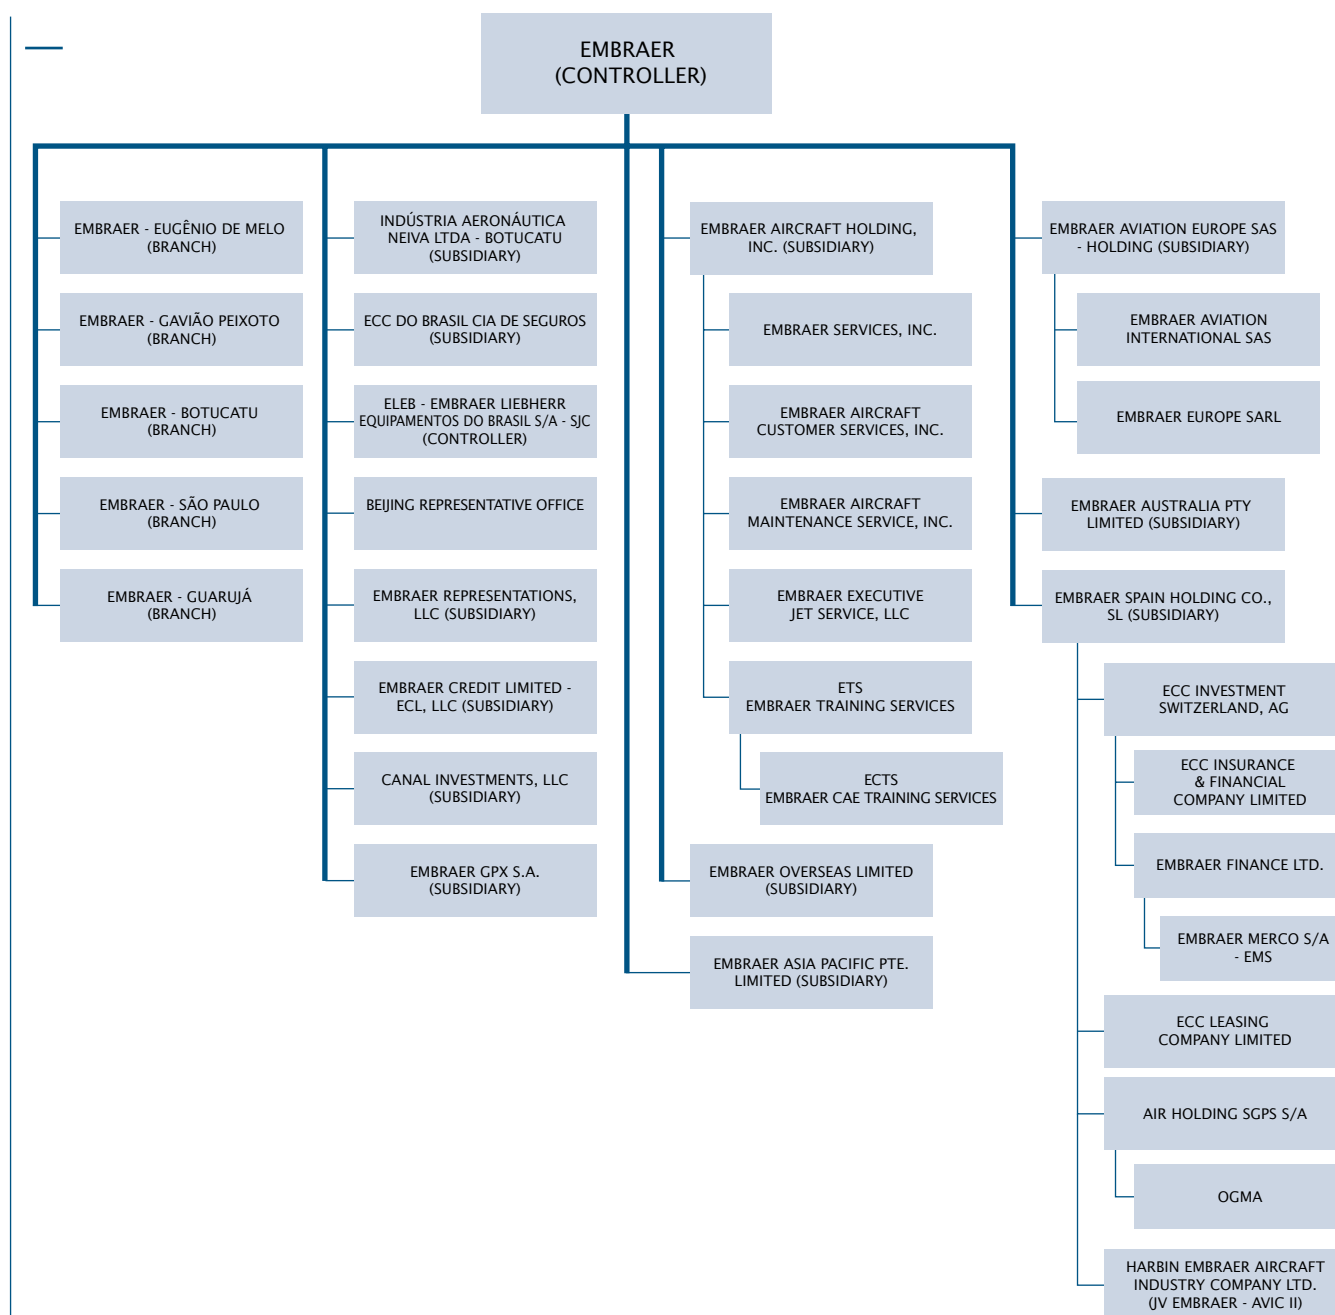 EMBRAER
(CONTROLLER)
EMBRAER - EUGÊNIO DE MELO
(BRANCH)
EMBRAER - GAVIÃO PEIXOTO
(BRANCH)
EMBRAER - BOTUCATU
(BRANCH)
EMBRAER - SÃO PAULO
(BRANCH)
EMBRAER - GUARUJÁ
(BRANCH)
INDÚSTRIA AERONÁUTICA
NEIVA LTDA - BOTUCATU
(SUBSIDIARY)
ECC DO BRASIL CIA DE SEGUROS
(SUBSIDIARY)
ELEB - EMBRAER LIEBHERR
EQUIPAMENTOS DO BRASIL S/A - SJC
(CONTROLLER)
BEIJING REPRESENTATIVE OFFICE
EMBRAER REPRESENTATIONS,
LLC (SUBSIDIARY)
EMBRAER CREDIT LIMITED -
ECL, LLC (SUBSIDIARY)
CANAL INVESTMENTS, LLC
(SUBSIDIARY)
EMBRAER GPX S.A.
(SUBSIDIARY)
EMBRAER AIRCRAFT HOLDING,
INC. (SUBSIDIARY)
EMBRAER SERVICES, INC.
EMBRAER AIRCRAFT
CUSTOMER SERVICES, INC.
EMBRAER AIRCRAFT
MAINTENANCE SERVICE, INC.
EMBRAER EXECUTIVE
JET SERVICE, LLC
ETS
EMBRAER TRAINING SERVICES
ECTS
EMBRAER CAE TRAINING SERVICES
EMBRAER OVERSEAS LIMITED
(SUBSIDIARY)
EMBRAER ASIA PACIFIC PTE.
LIMITED (SUBSIDIARY)
EMBRAER AVIATION EUROPE SAS
- HOLDING (SUBSIDIARY)
EMBRAER AVIATION
INTERNATIONAL SAS
EMBRAER EUROPE SARL
EMBRAER AUSTRALIA PTY
LIMITED (SUBSIDIARY)
EMBRAER SPAIN HOLDING CO.,
SL (SUBSIDIARY)
ECC INVESTMENT
SWITZERLAND, AG
ECC INSURANCE
& FINANCIAL
COMPANY LIMITED
EMBRAER FINANCE LTD.
EMBRAER MERCO S/A
- EMS
ECC LEASING
COMPANY LIMITED
AIR HOLDING SGPS S/A
OGMA
HARBIN EMBRAER AIRCRAFT
INDUSTRY COMPANY LTD.
(JV EMBRAER - AVIC II)